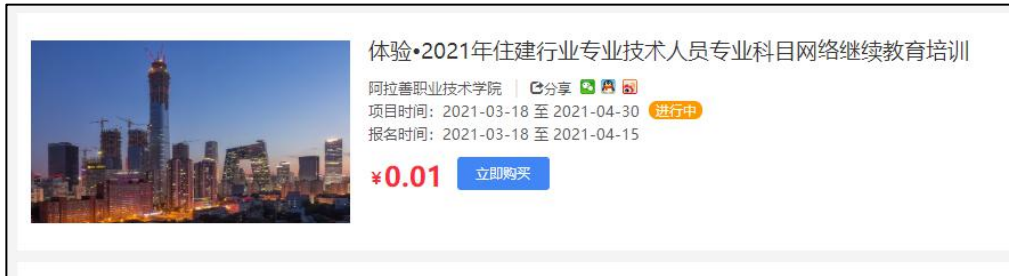 体验•2021年住建行业专业技术人员专业科目网络继续教育培训
阿拉善职业技术学院 分享
项目时间：2021-03-18 至 2021-04-30 进行中
报名时间：2021-03-18 至 2021-04-15
¥0.01 立即购买